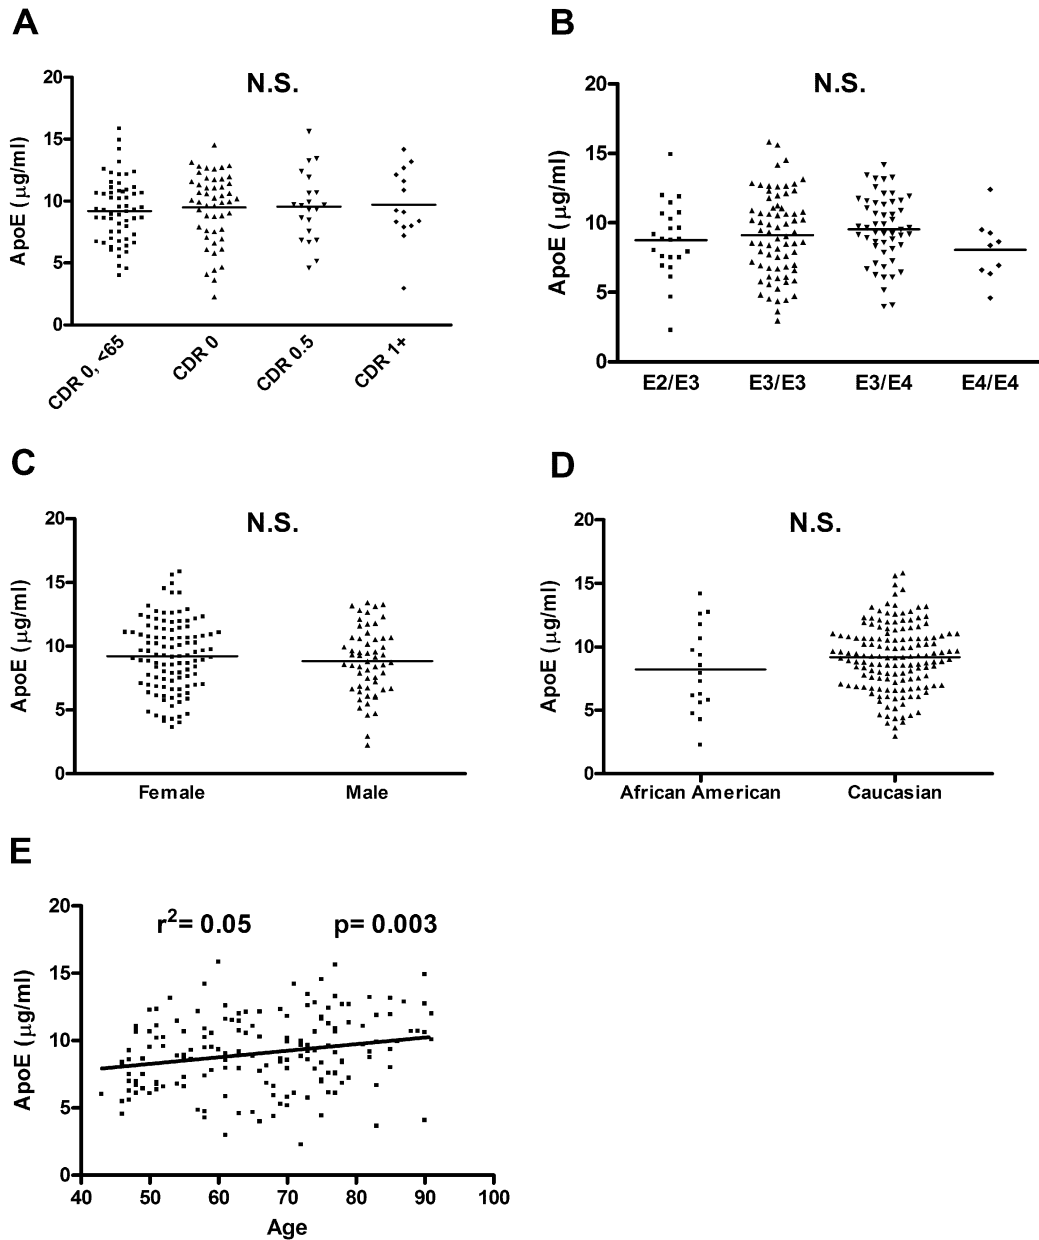 A
N.S.
ApoE (μg/ml)
20
15
10
5
0
CDR 0, <65
CDR 0
CDR 0.5
CDR 1+
B
N.S.
ApoE (μg/ml)
20
15
10
5
0
E2/E3 E3/E3 E3/E4 E4/E4
C
N.S.
ApoE (μg/ml)
20
15
10
5
0
Female Male
D
N.S.
ApoE (μg/ml)
20
15
10
5
0
African American Caucasian
E
r²= 0.05 p= 0.003
ApoE (μg/ml)
20
15
10
5
0
40 50 60 70 80 90 100
Age